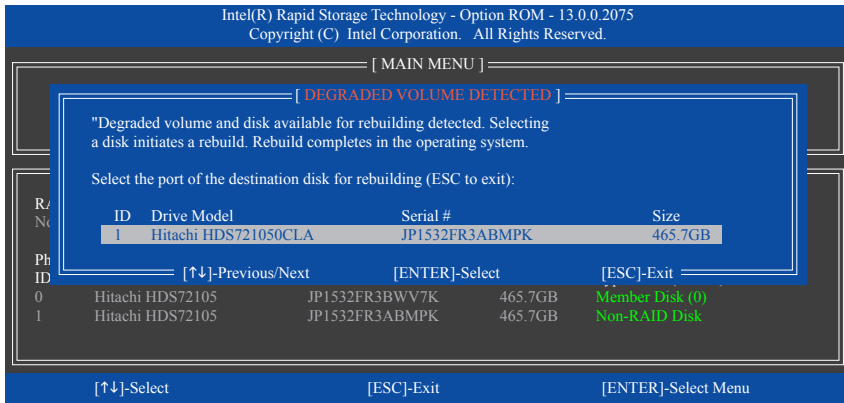 Intel(R) Rapid Storage Technology - Option ROM - 13.0.0.2075
Copyright (C) Intel Corporation. All Rights Reserved.
[ MAIN MENU ]
[ DEGRADED VOLUME DETECTED ]
"Degraded volume and disk available for rebuilding detected. Selecting
a disk initiates a rebuild. Rebuild completes in the operating system.
Select the port of the destination disk for rebuilding (ESC to exit):
ID Drive Model Serial # Size
1 Hitachi HDS721050CLA JP1532FR3ABMPK 465.7GB
[↑↓]-Previous/Next [ENTER]-Select [ESC]-Exit
ID
0 Hitachi HDS72105 JP1532FR3BWV7K 465.7GB Member Disk (0)
1 Hitachi HDS72105 JP1532FR3ABMPK 465.7GB Non-RAID Disk
[↑↓]-Select [ESC]-Exit [ENTER]-Select Menu